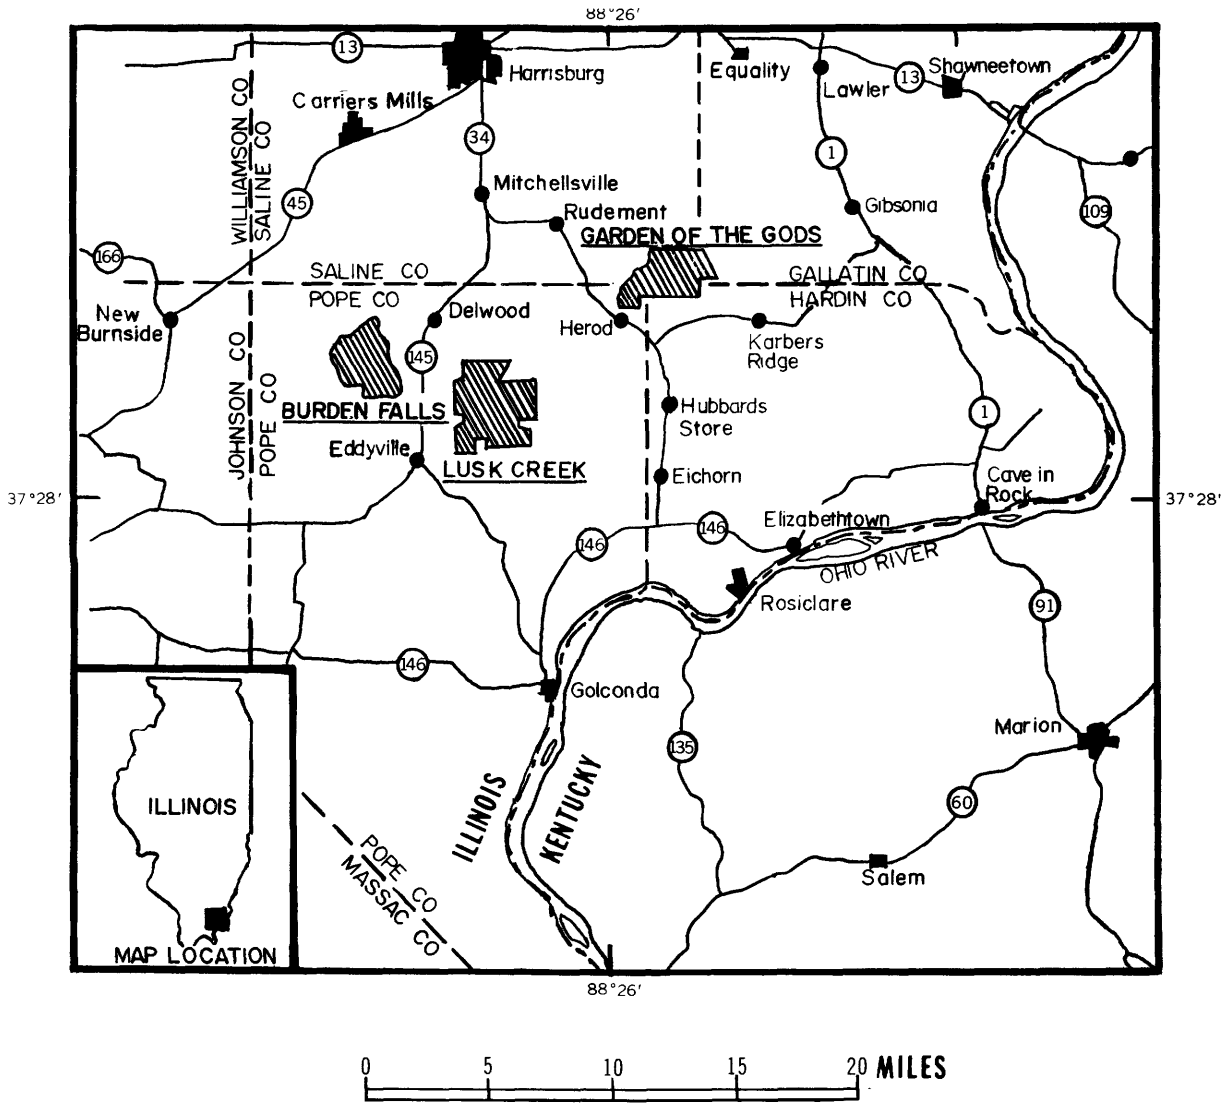 88°26'
13
Harrisburg
Equality
Lawler
13
Shawneetown
Carriers Mills
WILLIAMSON CO
SALINE CO
34
1
45
Mitchellsville
Rudement
Gibsonia
109
GARDEN OF THE GODS
166
SALINE CO
POPE CO
GALLATIN CO
HARDIN CO
New
Burnside
Delwood
Herod
Karbers
Ridge
JOHNSON CO
POPE CO
145
BURDEN FALLS
Hubbards
Store
1
Eddyville
LUSK CREEK
Eichorn
Cave in
Rock
37°28'
37°28'
146
146
Elizabethtown
OHIO RIVER
Rosiclare
91
146
Golconda
Marion
135
ILLINOIS
KENTUCKY
60
ILLINOIS
POPE CO
MASSAC CO
Salem
MAP LOCATION
88°26'
0 5 10 15 20 MILES